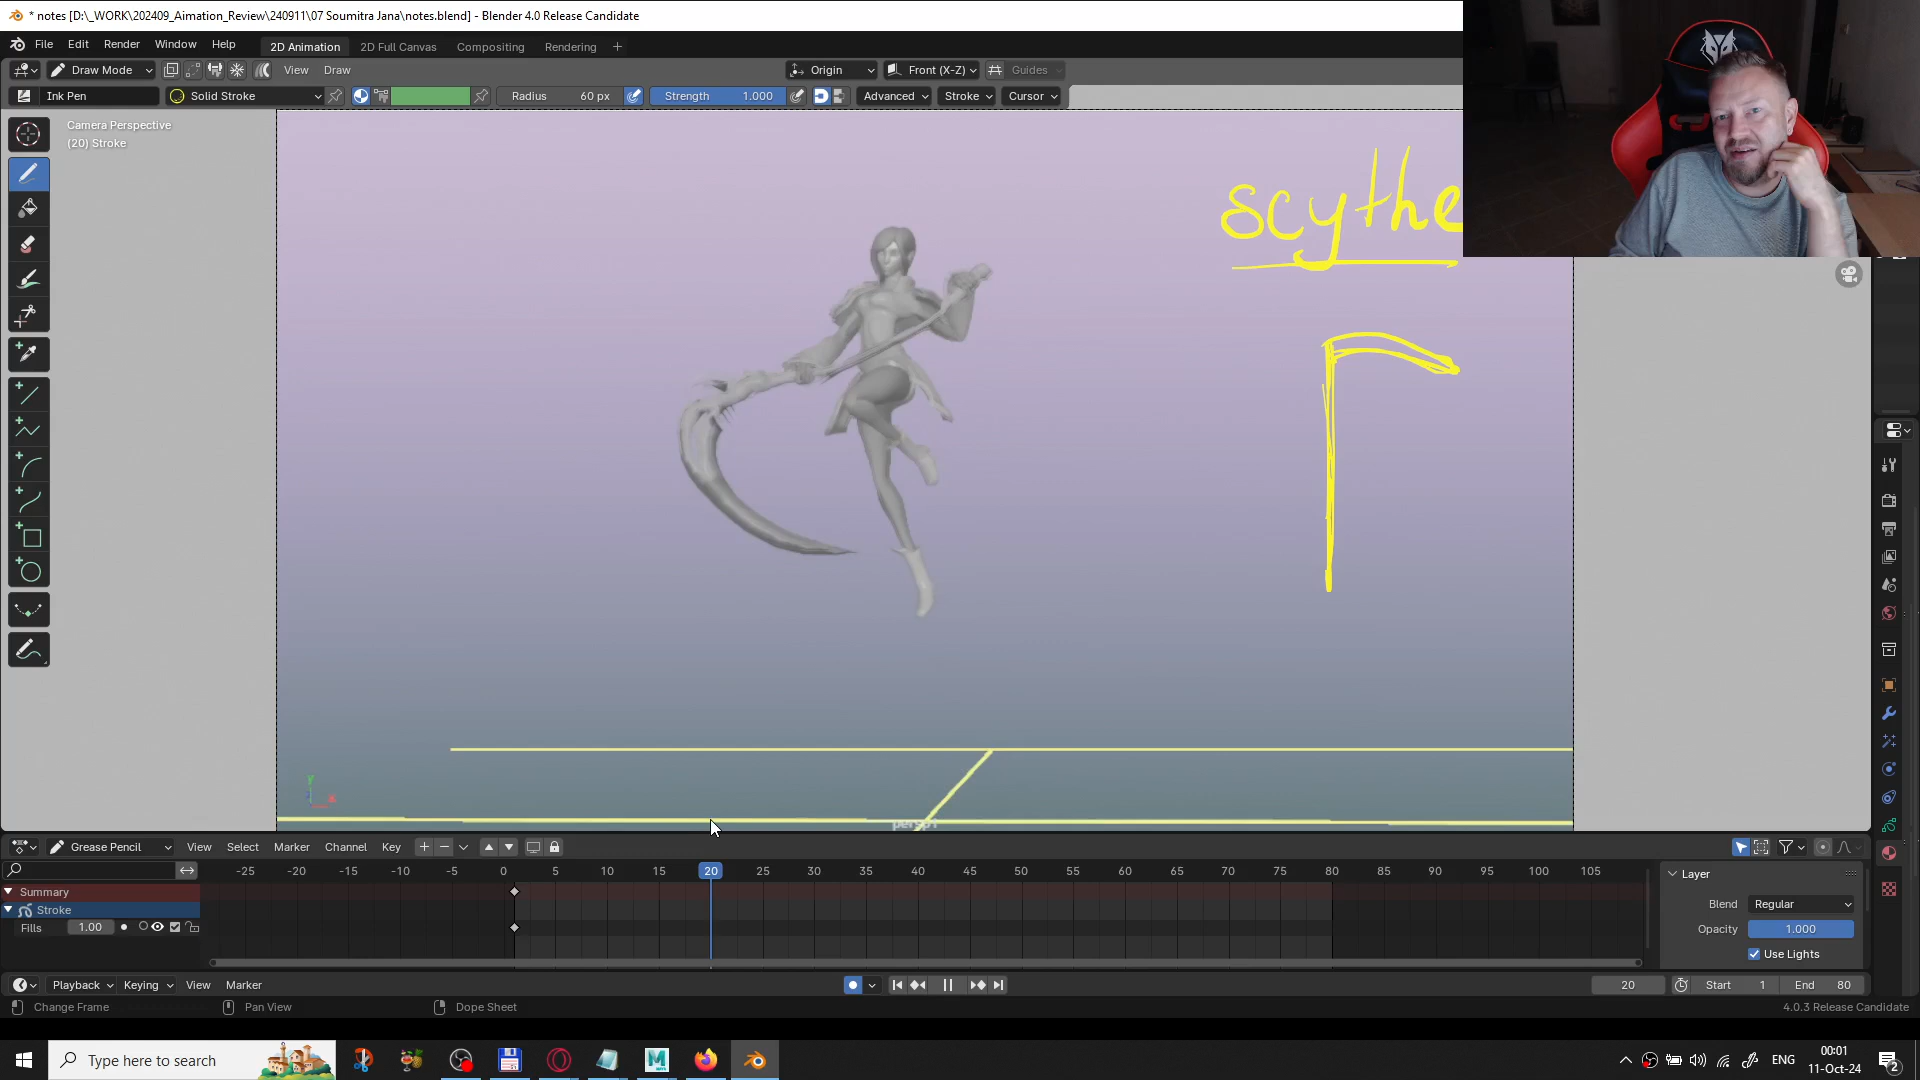 * notes [D:\_WORK\202409_Aimation_Review\240911\07 Soumitra Jana\notes.blend] - Blender 4.0 Release Candidate
File Edit Render Window Help 2D Animation 2D Full Canvas Compositing Rendering +
Draw Mode View Draw Origin Front (X-Z) Guides
Ink Pen Solid Stroke Radius 60 px Strength 1.000 Advanced Stroke Cursor
Camera Perspective
(20) Stroke
scythe
persp1
Grease Pencil View Select Marker Channel Key
-25 -20 -15 -10 -5 0 5 10 15 20 25 30 35 40 45 50 55 60 65 70 75 80 85 90 95 100 105
Summary
Stroke
Fills 1.00
Layer
Blend Regular
Opacity 1.000
Use Lights
Playback Keying View Marker 20 Start 1 End 80
Change Frame Pan View Dope Sheet 4.0.3 Release Candidate
Type here to search
ENG
00:01
11-Oct-24
2